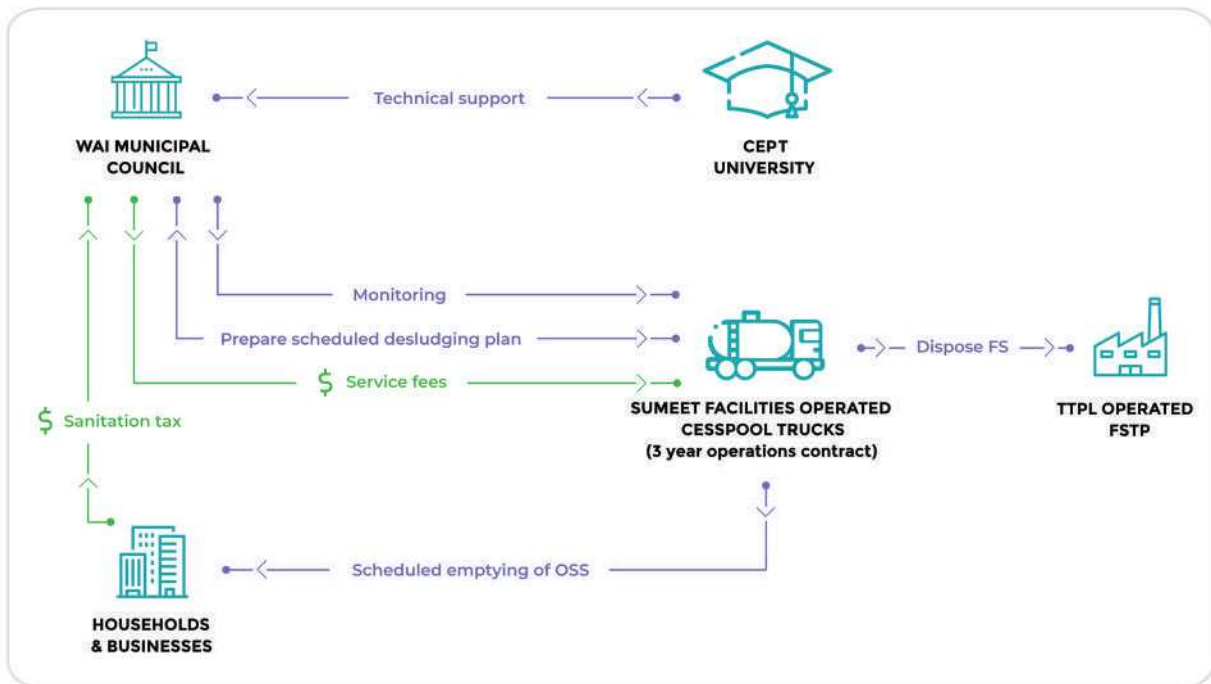 Technical support
WAI MUNICIPAL
COUNCIL
CEPT
UNIVERSITY
Monitoring
Prepare scheduled desludging plan
Dispose FS
$ Service fees
SUMEET FACILITIES OPERATED
CESSPOOL TRUCKS
(3 year operations contract)
TTPL OPERATED
FSTP
$ Sanitation tax
Scheduled emptying of OSS
HOUSEHOLDS
& BUSINESSES